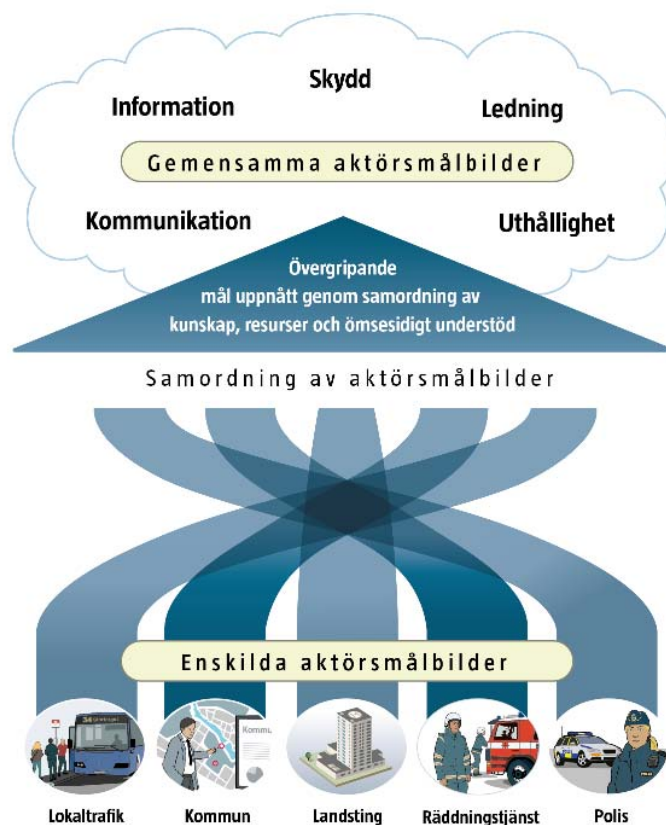 Skydd
Information
Ledning
Gemensamma aktörsmålbilder
Kommunikation
Uthållighet
Övergripande
mål uppnått genom samordning av
kunskap, resurser och ömsesidigt understöd
Samordning av aktörsmålbilder
Enskilda aktörsmålbilder
Kommu
Lokaltrafik
Kommun
Landsting
Räddningstjänst
Polis